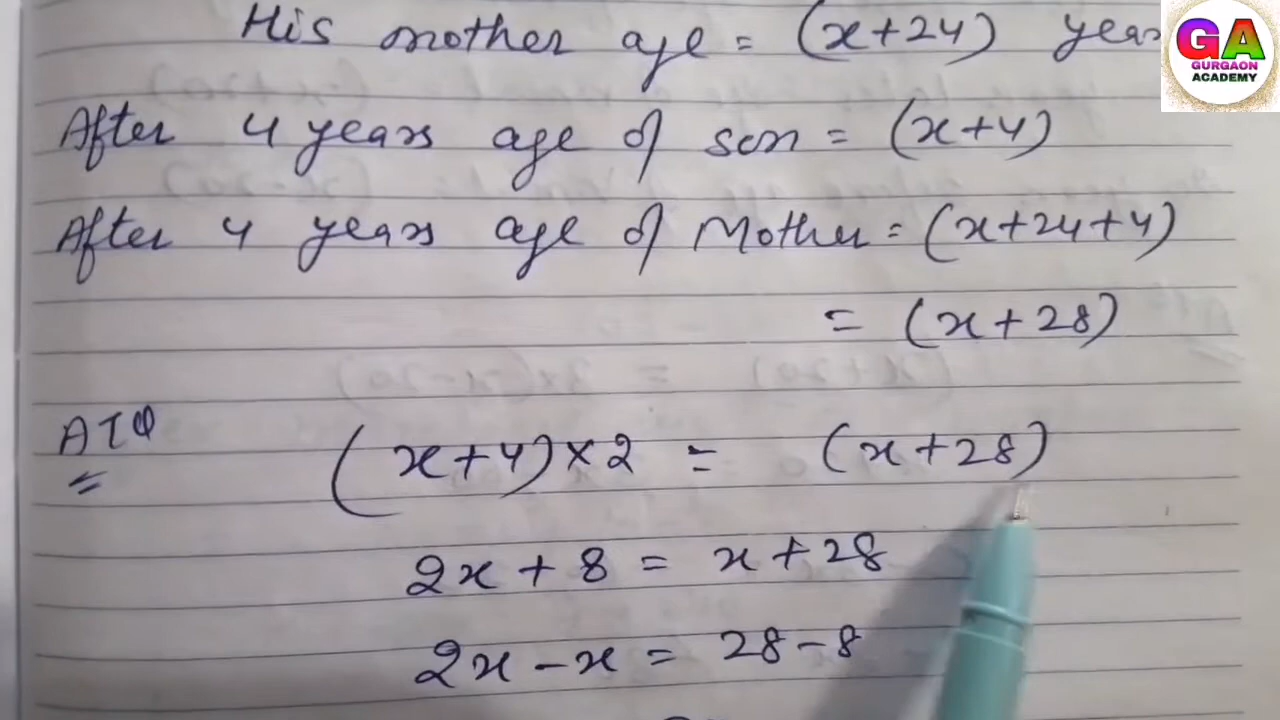 His mother age = (x+24) year
GA
GURGAON
ACADEMY
After 4 years age of son = (x+4)
After 4 years age of Mother = (x+24+4)
= (x+28)
ATQ
(x+4)×2 = (x+28)
2x+8 = x+28
2x-x = 28-8